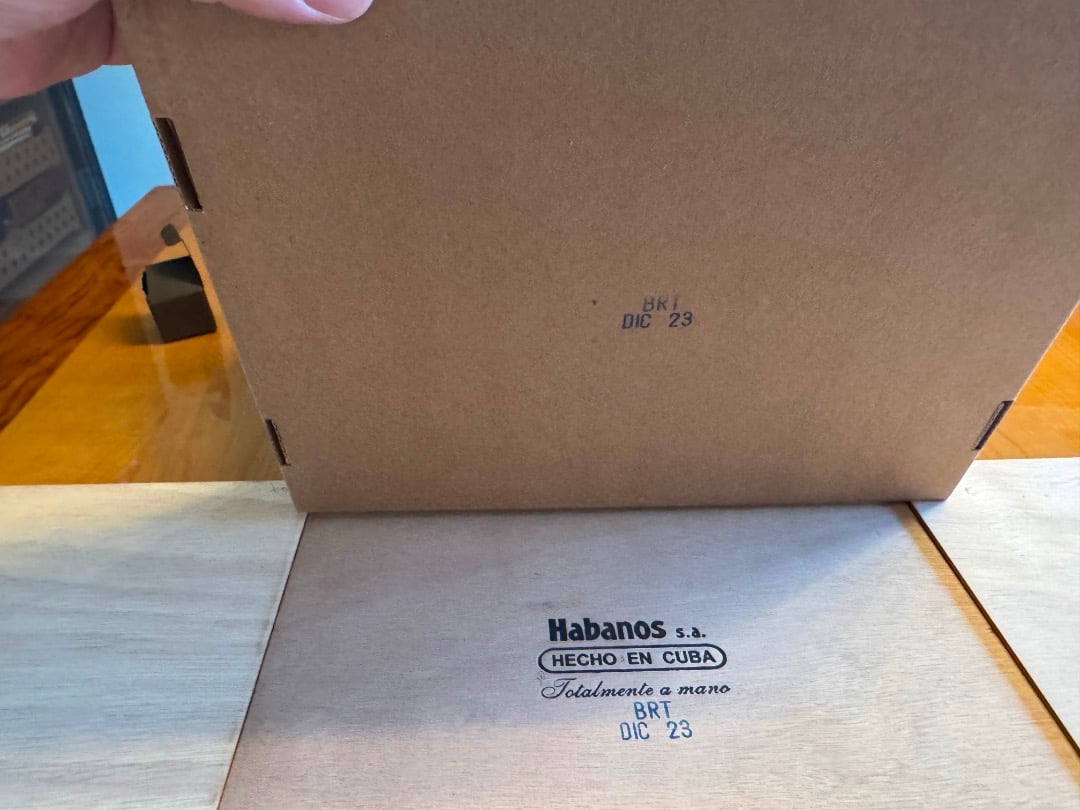 BRT
DIC 23
Habanos s.a.
HECHO EN CUBA
Totalmente a mano
BRT
DIC 23